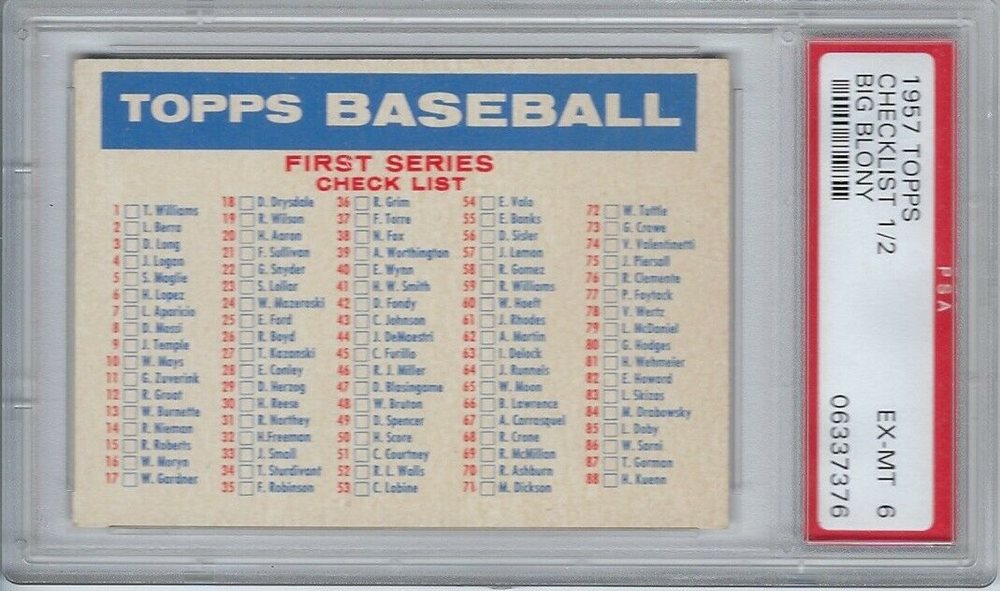 TOPPS BASEBALL
FIRST SERIES
CHECK LIST
1 T. Williams
2 L. Berra
3 D. Long
4 J. Logan
5 S. Maglie
6 H. Lopez
7 L. Aparicio
8 D. Mossi
9 J. Temple
10 W. Mays
11 G. Zuverink
12 R. Groat
13 W. Burnette
14 R. Nieman
15 R. Roberts
16 W. Moryn
17 W. Gardner
18 D. Drysdale
19 R. Wilson
20 H. Aaron
21 F. Sullivan
22 G. Snyder
23 S. Lollar
24 W. Mazeroski
25 E. Ford
26 R. Boyd
27 T. Kazanski
28 E. Conley
29 D. Herzog
30 H. Reese
31 R. Northey
32 H.Freeman
33 J. Small
34 T. Sturdivant
35 F. Robinson
36 R. Grim
37 F. Torre
38 N. Fox
39 A. Worthington
40 E. Wynn
41 H. W. Smith
42 D. Fondy
43 C. Johnson
44 J. DeMaestri
45 C. Furillo
46 R. J. Miller
47 D. Blasingame
48 W. Bruton
49 D. Spencer
50 H. Score
51 C. Courtney
52 R. L. Walls
53 C. Labine
54 E. Valo
55 E. Banks
56 D. Sisler
57 J. Lemon
58 R. Gomez
59 R. Williams
60 W. Hoeft
61 J. Rhodes
62 A. Martin
63 I. Delock
64 J. Runnels
65 W. Moon
66 B. Lawrence
67 A. Carrasquel
68 R. Crone
69 R. McMillan
70 R. Ashburn
71 M. Dickson
72 W. Tuttle
73 G. Crowe
74 V. Valentinetti
75 J. Piersall
76 R. Clemente
77 P. Foytack
78 V. Wertz
79 L. McDaniel
80 G. Hodges
81 H. Wehmeier
82 E. Howard
83 L. Skizas
84 M. Drabowsky
85 L. Doby
86 W. Sarni
87 T. Gorman
88 H. Kuenn
1957 TOPPS
CHECKLIST 1/2 EX-MT 6
BIG BLONY 06337376
PSA